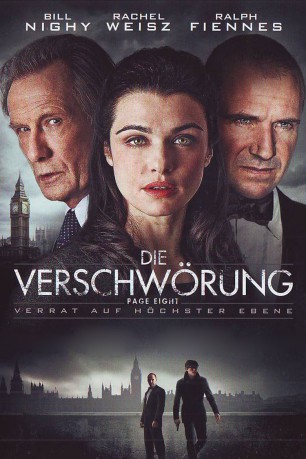 BILL NIGHY
RACHEL WEISZ
RALPH FIENNES
DIE
VERSCHWÖRUNG
PAGE EIGHT
VERRAT AUF HÖCHSTER EBENE